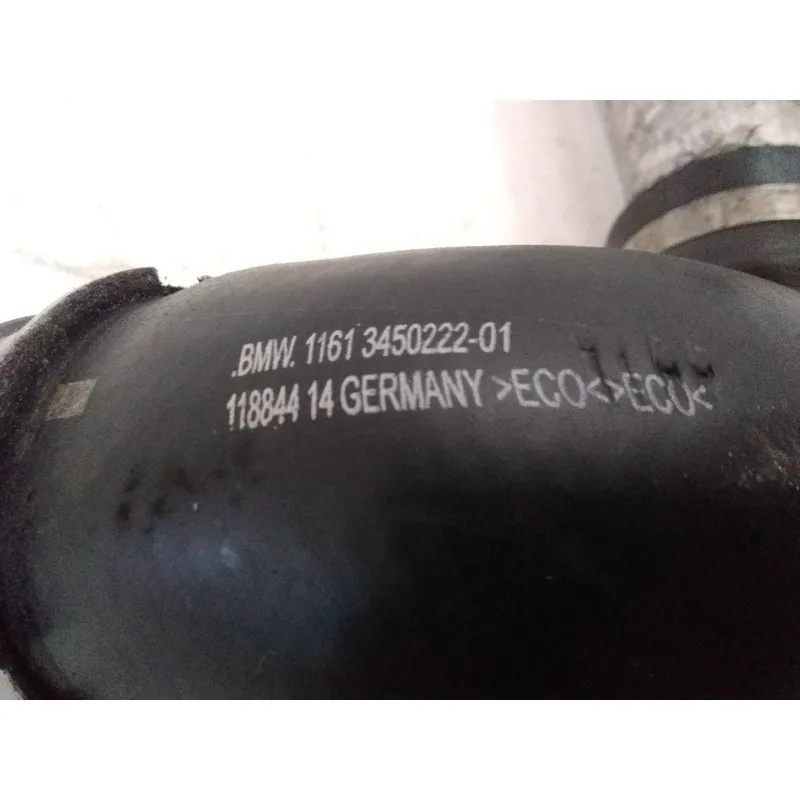 .BMW. 1161 3450222-01
118844 14 GERMANY >ECO<>ECO<